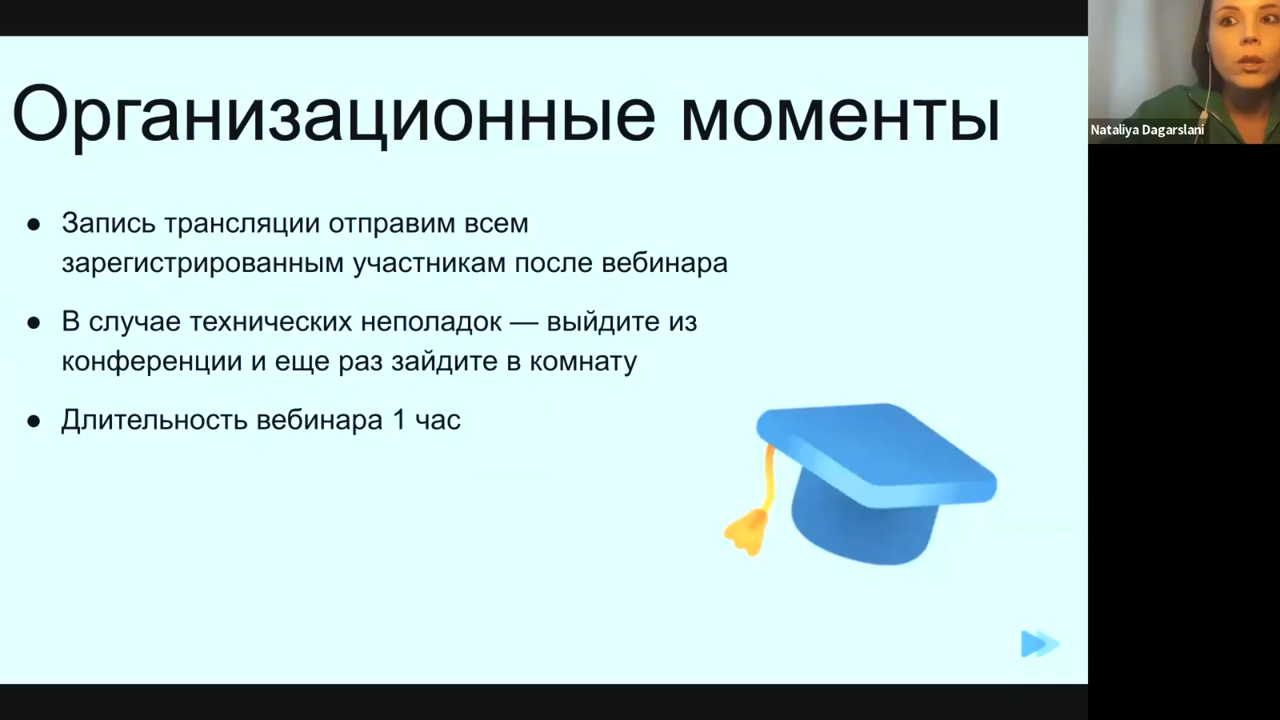 Организационные моменты
● Запись трансляции отправим всем
зарегистрированным участникам после вебинара
● В случае технических неполадок — выйдите из
конференции и еще раз зайдите в комнату
● Длительность вебинара 1 час
Nataliya Dagarslani